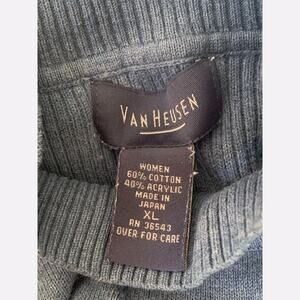 VAN HEUSEN
WOMEN
60% COTTON
40% ACRYLIC
MADE IN
JAPAN
XL
RN 36543
OVER FOR CARE